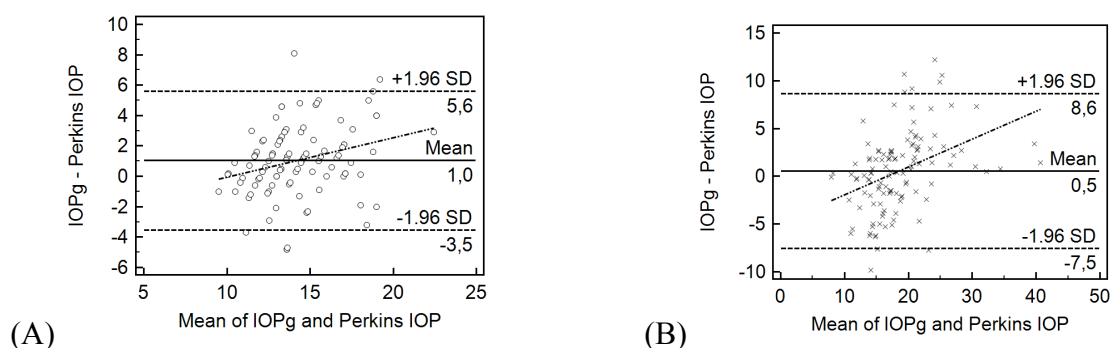 10
8
6
4
2
0
-2
-4
-6
IOPg - Perkins IOP
+1.96 SD
5,6
Mean
1,0
-1.96 SD
-3,5
5
10
15
20
25
Mean of IOPg and Perkins IOP
(A)
15
10
5
0
-5
-10
IOPg - Perkins IOP
+1.96 SD
8,6
Mean
0,5
-1.96 SD
-7,5
0
10
20
30
40
50
Mean of IOPg and Perkins IOP
(B)